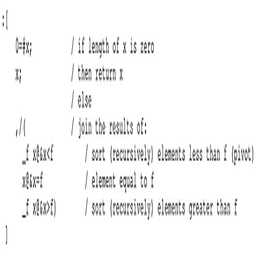 :[
0=#x; / if length of x is zero
x; / then return x
/ else
,/( / join the results of:
_f x@&x<f / sort (recursively) elements less than f (pivot)
x@&x=f / element equal to f
_f x@&x>f) / sort (recursively) elements greater than f
]